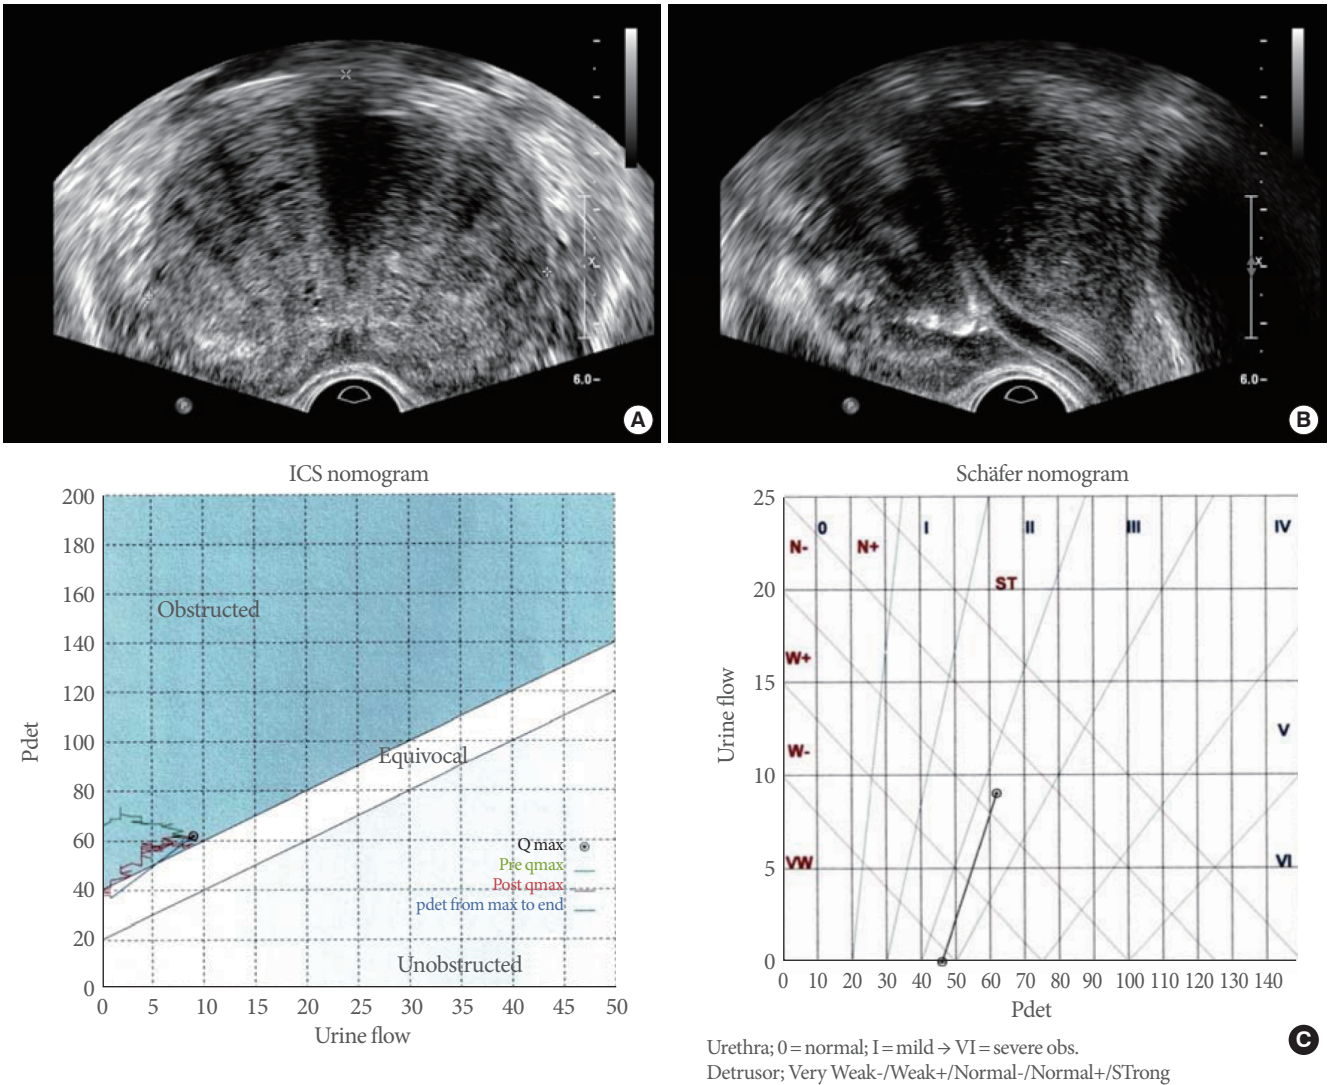 6.0-
A
6.0-
B
ICS nomogram
200
180
160
140
120
100
80
60
40
20
0
Pdet
Obstructed
Equivocal
Q max
Pre qmax
Post qmax
pdet from max to end
Unobstructed
0 5 10 15 20 25 30 35 40 45 50
Urine flow
Schäfer nomogram
25
20
15
10
5
0
Urine flow
0 I II III IV
N- N+
ST
W+
V
W-
VW VI
0 10 20 30 40 50 60 70 80 90 100 110 120 130 140
Pdet
C
Urethra; 0 = normal; I = mild → VI = severe obs.
Detrusor; Very Weak-/Weak+/Normal-/Normal+/STrong